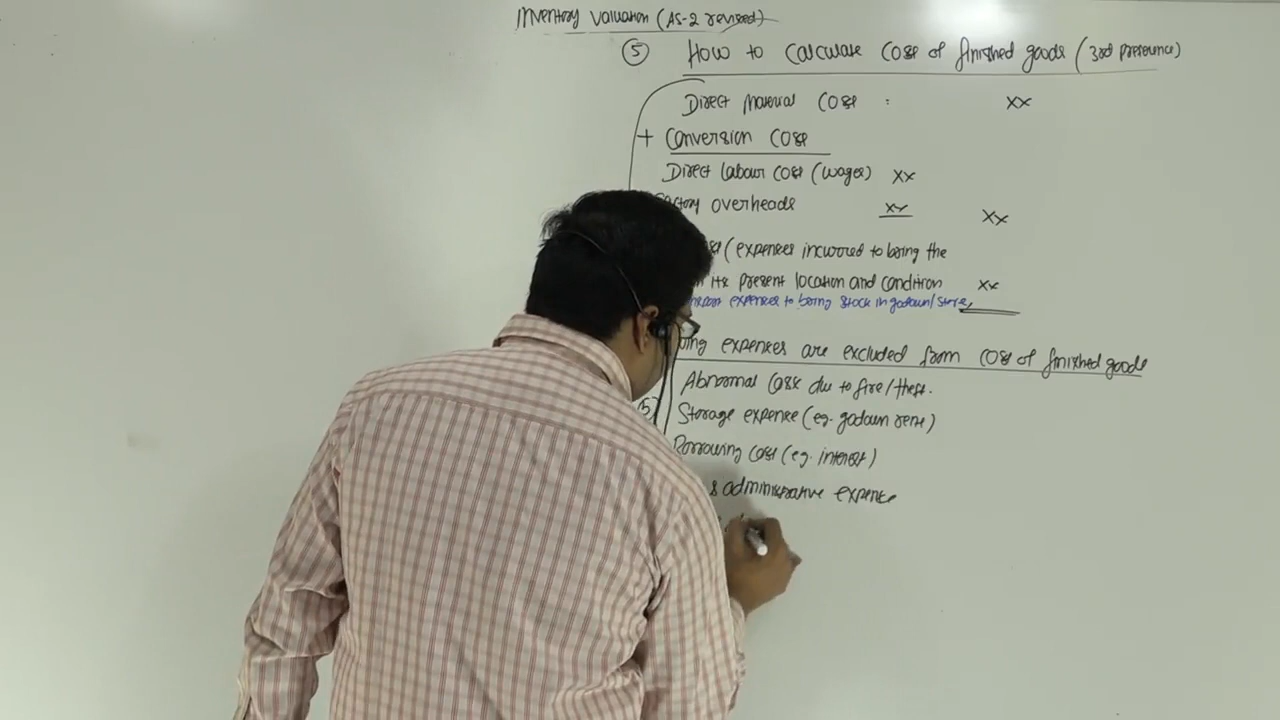 Inventory Valuation (AS-2 revised)
5 How to calculate cost of finished goods (3rd preference)
Direct Material Cost : xx
+ Conversion Cost
Direct labour cost (wages) xx
Factory overheads xx xx
(expenses incurred to bring the
its present location and condition xx
expenses to bring stock in godown/store
expenses are excluded from cost of finished goods
Abnormal loss due to fire/theft.
Storage expense (eg. godown rent)
Borrowing cost (eg. interest)
administrative expense